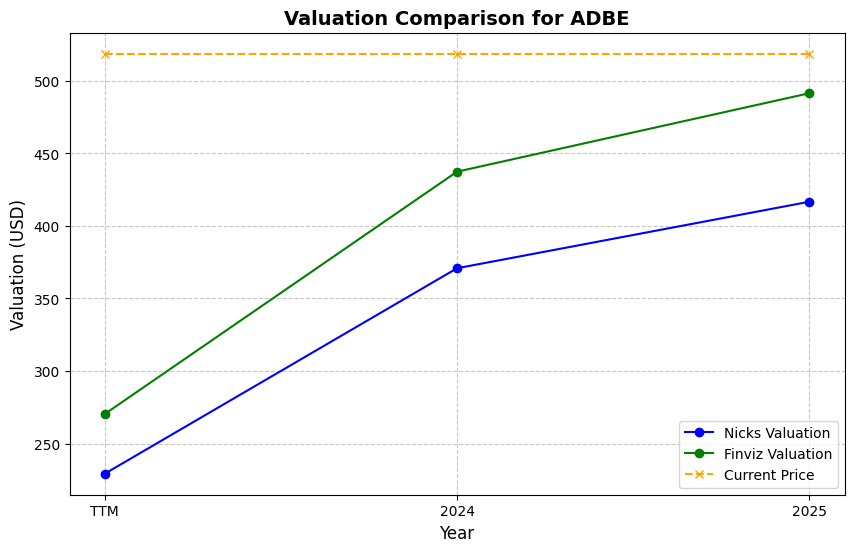 Valuation Comparison for ADBE
Valuation (USD)
500
450
400
350
300
250
TTM
2024
2025
Year
Nicks Valuation
Finviz Valuation
Current Price